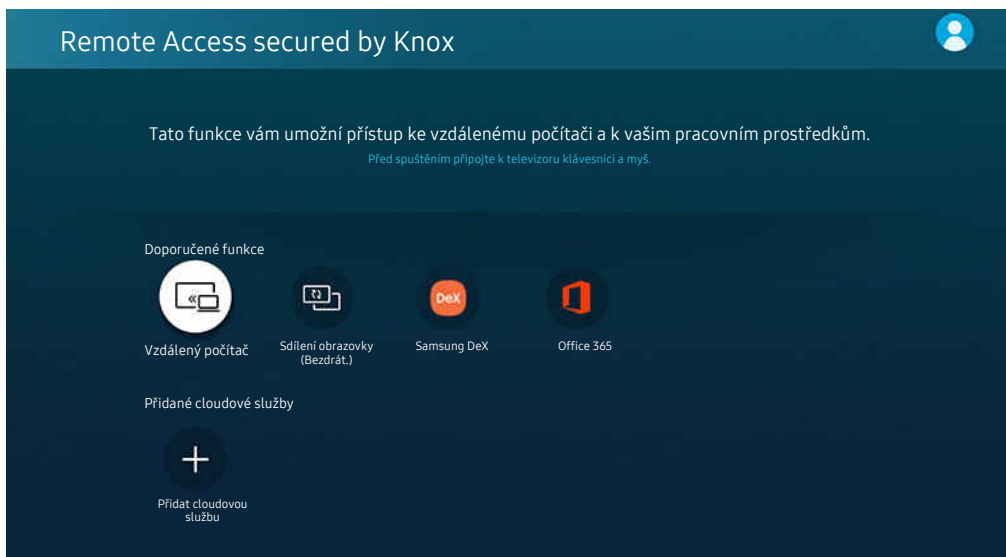 Remote Access secured by Knox
Tato funkce vám umožní přístup ke vzdálenému počítači a k vašim pracovním prostředkům.
Před spuštěním připojte k televizoru klávesnici a myš.
Doporučené funkce
DeX
Vzdálený počítač
Sdílení obrazovky
(Bezdrát.)
Samsung DeX
Office 365
Přidané cloudové služby
Přidat cloudovou
službu